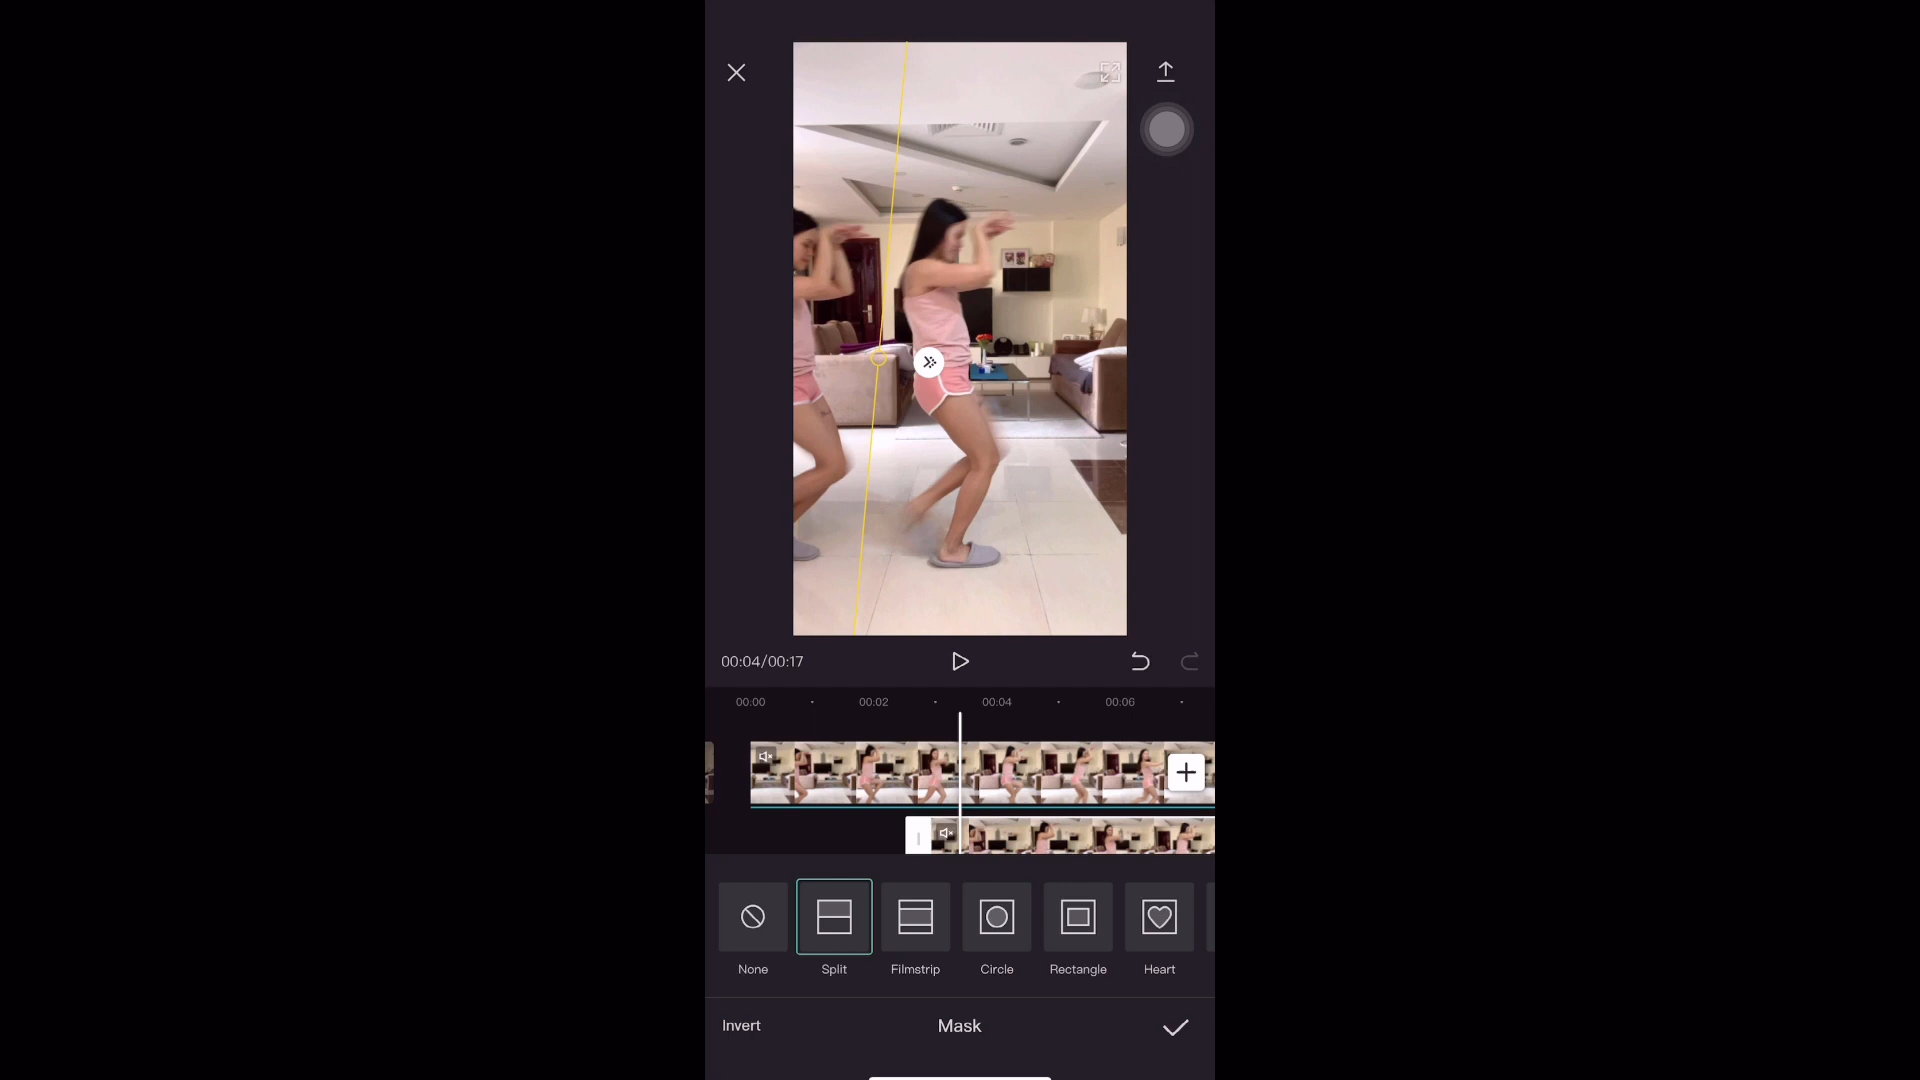 00:04/00:17
00:00 00:02 00:04 00:06
None Split Filmstrip Circle Rectangle Heart
Invert Mask